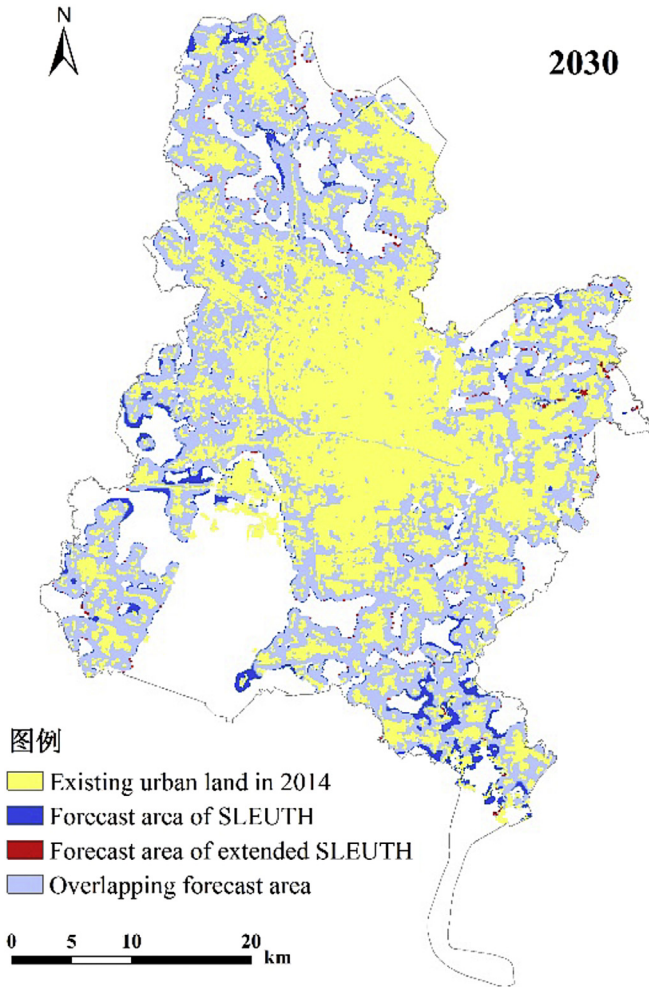 N
2030
图例
Existing urban land in 2014
Forecast area of SLEUTH
Forecast area of extended SLEUTH
Overlapping forecast area
0 5 10 20
km